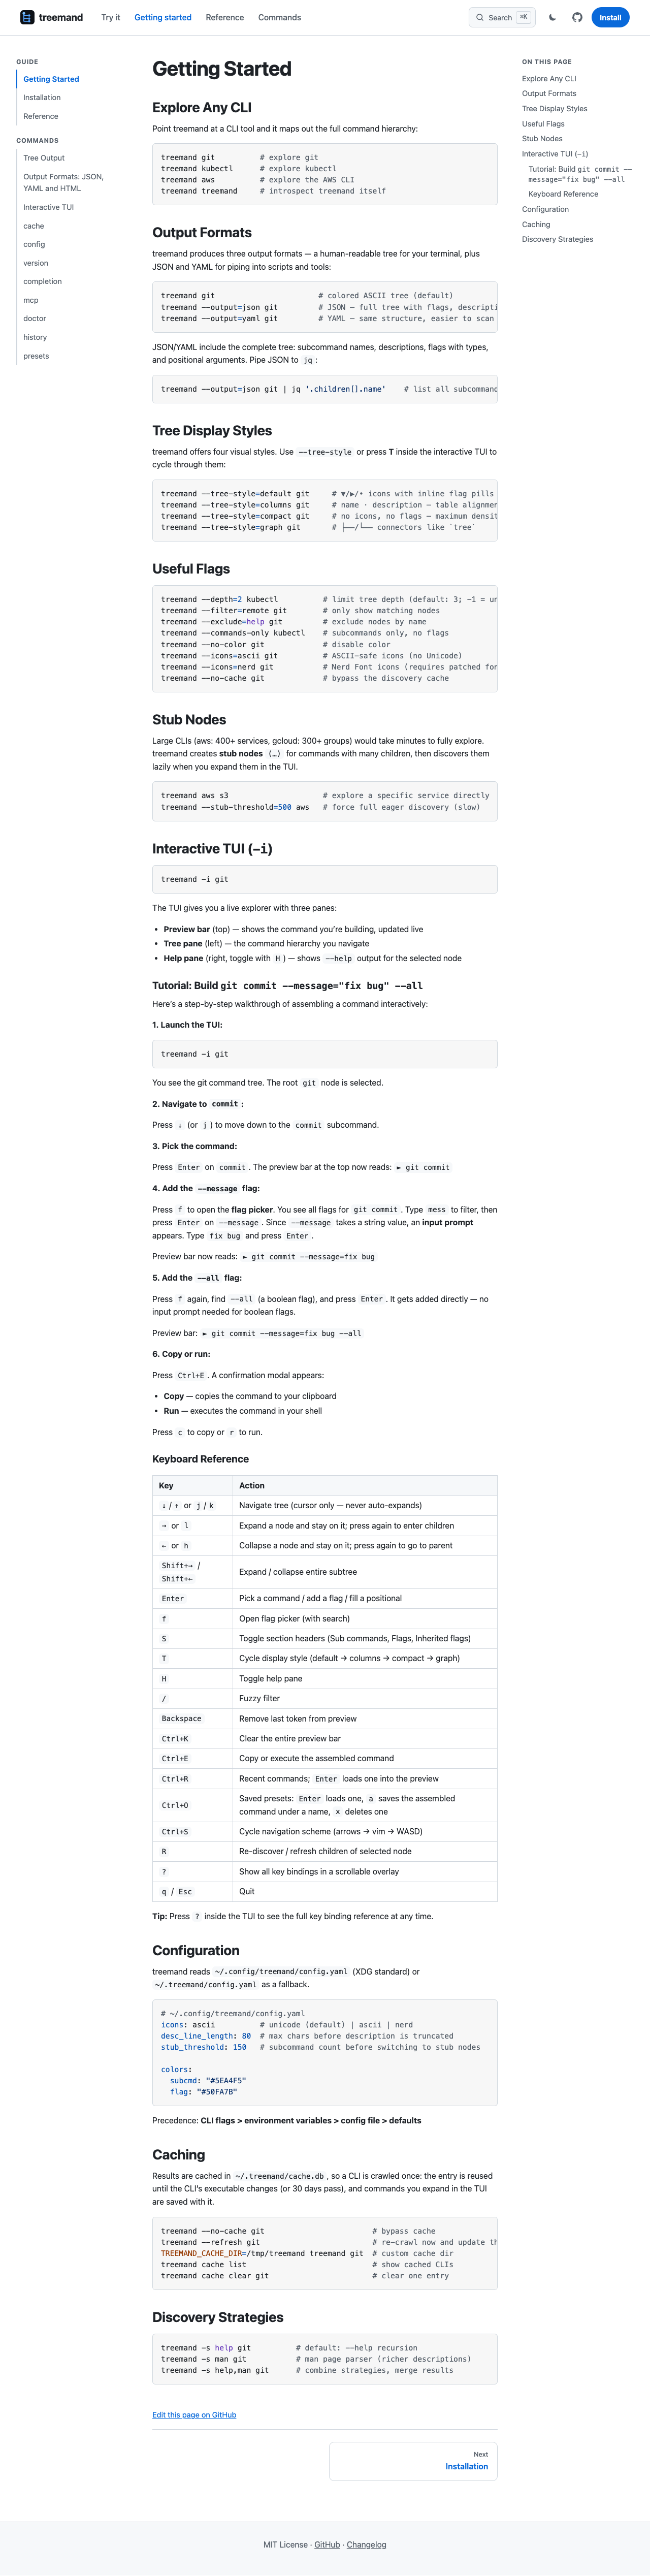 treemand
Try it
Getting started
Reference
Commands
Search ⌘K
Install
GUIDE
Getting Started
Installation
Reference
COMMANDS
Tree Output
Output Formats: JSON,
YAML and HTML
Interactive TUI
cache
config
version
completion
mcp
doctor
history
presets
Getting Started
Explore Any CLI
Point treemand at a CLI tool and it maps out the full command hierarchy:
treemand git # explore git
treemand kubectl # explore kubectl
treemand aws # explore the AWS CLI
treemand treemand # introspect treemand itself
Output Formats
treemand produces three output formats — a human-readable tree for your terminal, plus
JSON and YAML for piping into scripts and tools:
treemand git # colored ASCII tree (default)
treemand --output=json git # JSON — full tree with flags, descripti
treemand --output=yaml git # YAML — same structure, easier to scan
JSON/YAML include the complete tree: subcommand names, descriptions, flags with types,
and positional arguments. Pipe JSON to jq :
treemand --output=json git | jq '.children[].name' # list all subcommand
Tree Display Styles
treemand offers four visual styles. Use --tree-style or press T inside the interactive TUI to
cycle through them:
treemand --tree-style=default git # ▼/▶/• icons with inline flag pills
treemand --tree-style=columns git # name · description — table alignmen
treemand --tree-style=compact git # no icons, no flags — maximum densit
treemand --tree-style=graph git # ├──/└── connectors like `tree`
Useful Flags
treemand --depth=2 kubectl # limit tree depth (default: 3; -1 = un
treemand --filter=remote git # only show matching nodes
treemand --exclude=help git # exclude nodes by name
treemand --commands-only kubectl # subcommands only, no flags
treemand --no-color git # disable color
treemand --icons=ascii git # ASCII-safe icons (no Unicode)
treemand --icons=nerd git # Nerd Font icons (requires patched fon
treemand --no-cache git # bypass the discovery cache
Stub Nodes
Large CLIs (aws: 400+ services, gcloud: 300+ groups) would take minutes to fully explore.
treemand creates stub nodes (…) for commands with many children, then discovers them
lazily when you expand them in the TUI.
treemand aws s3 # explore a specific service directly
treemand --stub-threshold=500 aws # force full eager discovery (slow)
Interactive TUI (-i)
treemand -i git
The TUI gives you a live explorer with three panes:
• Preview bar (top) — shows the command you're building, updated live
• Tree pane (left) — the command hierarchy you navigate
• Help pane (right, toggle with H ) — shows --help output for the selected node
Tutorial: Build git commit --message="fix bug" --all
Here's a step-by-step walkthrough of assembling a command interactively:
1. Launch the TUI:
treemand -i git
You see the git command tree. The root git node is selected.
2. Navigate to commit :
Press ↓ (or j ) to move down to the commit subcommand.
3. Pick the command:
Press Enter on commit . The preview bar at the top now reads: ► git commit
4. Add the --message flag:
Press f to open the flag picker. You see all flags for git commit . Type mess to filter, then
press Enter on --message . Since --message takes a string value, an input prompt
appears. Type fix bug and press Enter .
Preview bar now reads: ► git commit --message=fix bug
5. Add the --all flag:
Press f again, find --all (a boolean flag), and press Enter . It gets added directly — no
input prompt needed for boolean flags.
Preview bar: ► git commit --message=fix bug --all
6. Copy or run:
Press Ctrl+E . A confirmation modal appears:
• Copy — copies the command to your clipboard
• Run — executes the command in your shell
Press c to copy or r to run.
Keyboard Reference
Key Action
↓ / ↑ or j / k Navigate tree (cursor only — never auto-expands)
→ or l Expand a node and stay on it; press again to enter children
← or h Collapse a node and stay on it; press again to go to parent
Shift+→ /
Shift+← Expand / collapse entire subtree
Enter Pick a command / add a flag / fill a positional
f Open flag picker (with search)
S Toggle section headers (Sub commands, Flags, Inherited flags)
T Cycle display style (default → columns → compact → graph)
H Toggle help pane
/ Fuzzy filter
Backspace Remove last token from preview
Ctrl+K Clear the entire preview bar
Ctrl+E Copy or execute the assembled command
Ctrl+R Recent commands; Enter loads one into the preview
Ctrl+O Saved presets: Enter loads one, a saves the assembled
command under a name, x deletes one
Ctrl+S Cycle navigation scheme (arrows → vim → WASD)
R Re-discover / refresh children of selected node
? Show all key bindings in a scrollable overlay
q / Esc Quit
Tip: Press ? inside the TUI to see the full key binding reference at any time.
Configuration
treemand reads ~/.config/treemand/config.yaml (XDG standard) or
~/.treemand/config.yaml as a fallback.
# ~/.config/treemand/config.yaml
icons: ascii # unicode (default) | ascii | nerd
desc_line_length: 80 # max chars before description is truncated
stub_threshold: 150 # subcommand count before switching to stub nodes
colors:
subcmd: "#5EA4F5"
flag: "#50FA7B"
Precedence: CLI flags > environment variables > config file > defaults
Caching
Results are cached in ~/.treemand/cache.db , so a CLI is crawled once: the entry is reused
until the CLI's executable changes (or 30 days pass), and commands you expand in the TUI
are saved with it.
treemand --no-cache git # bypass cache
treemand --refresh git # re-crawl now and update th
TREEMAND_CACHE_DIR=/tmp/treemand treemand git # custom cache dir
treemand cache list # show cached CLIs
treemand cache clear git # clear one entry
Discovery Strategies
treemand -s help git # default: --help recursion
treemand -s man git # man page parser (richer descriptions)
treemand -s help,man git # combine strategies, merge results
Edit this page on GitHub
Next
Installation
ON THIS PAGE
Explore Any CLI
Output Formats
Tree Display Styles
Useful Flags
Stub Nodes
Interactive TUI (-i)
Tutorial: Build git commit --
message="fix bug" --all
Keyboard Reference
Configuration
Caching
Discovery Strategies
MIT License · GitHub · Changelog